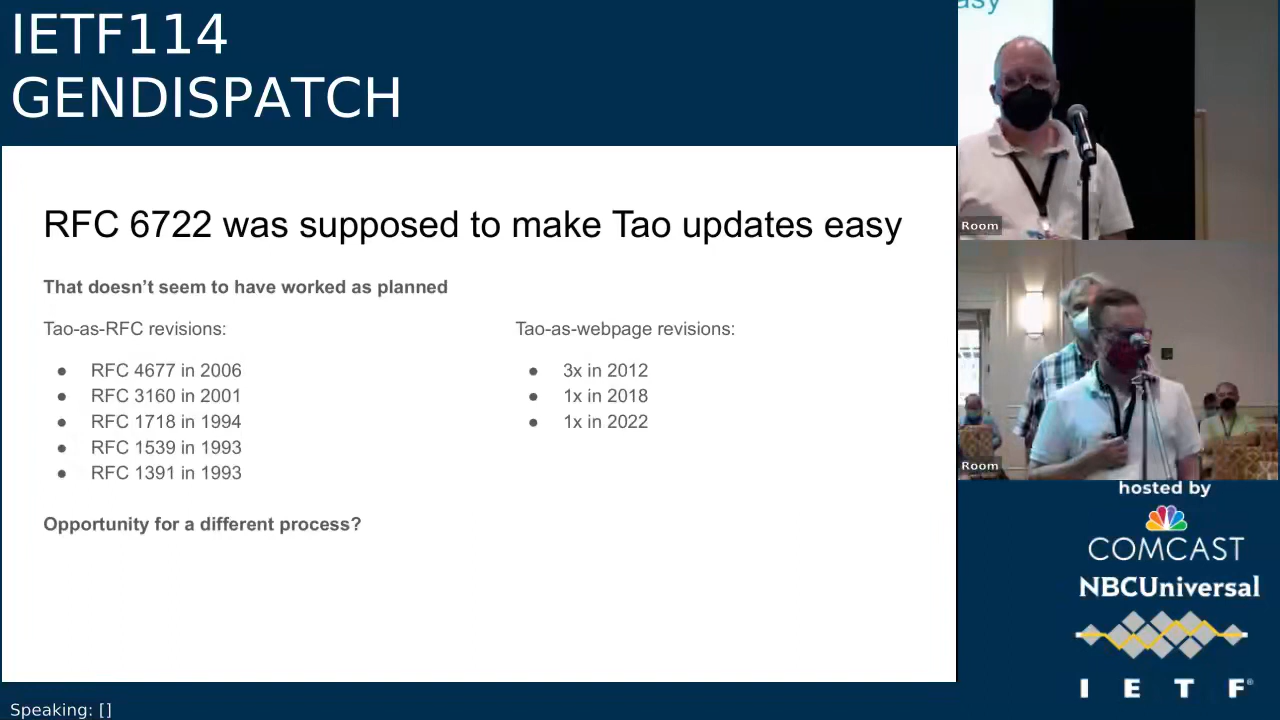 IETF114
GENDISPATCH
RFC 6722 was supposed to make Tao updates easy
That doesn’t seem to have worked as planned
Tao-as-RFC revisions:
● RFC 4677 in 2006
● RFC 3160 in 2001
● RFC 1718 in 1994
● RFC 1539 in 1993
● RFC 1391 in 1993
Tao-as-webpage revisions:
● 3x in 2012
● 1x in 2018
● 1x in 2022
Opportunity for a different process?
asy
Room
Room
hosted by
COMCAST
NBCUniversal
I E T F®
Speaking: []